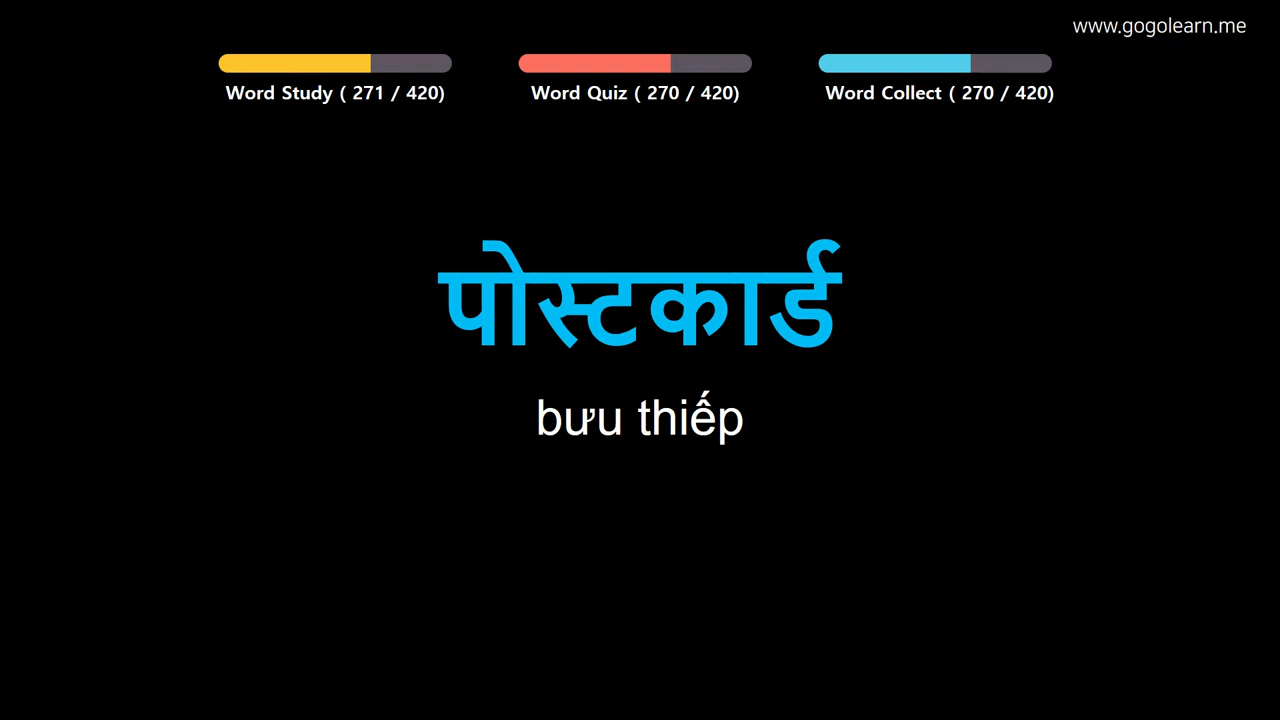 www.gogolearn.me
Word Study ( 271 / 420)
Word Quiz ( 270 / 420)
Word Collect ( 270 / 420)
पोस्टकार्ड
bưu thiếp